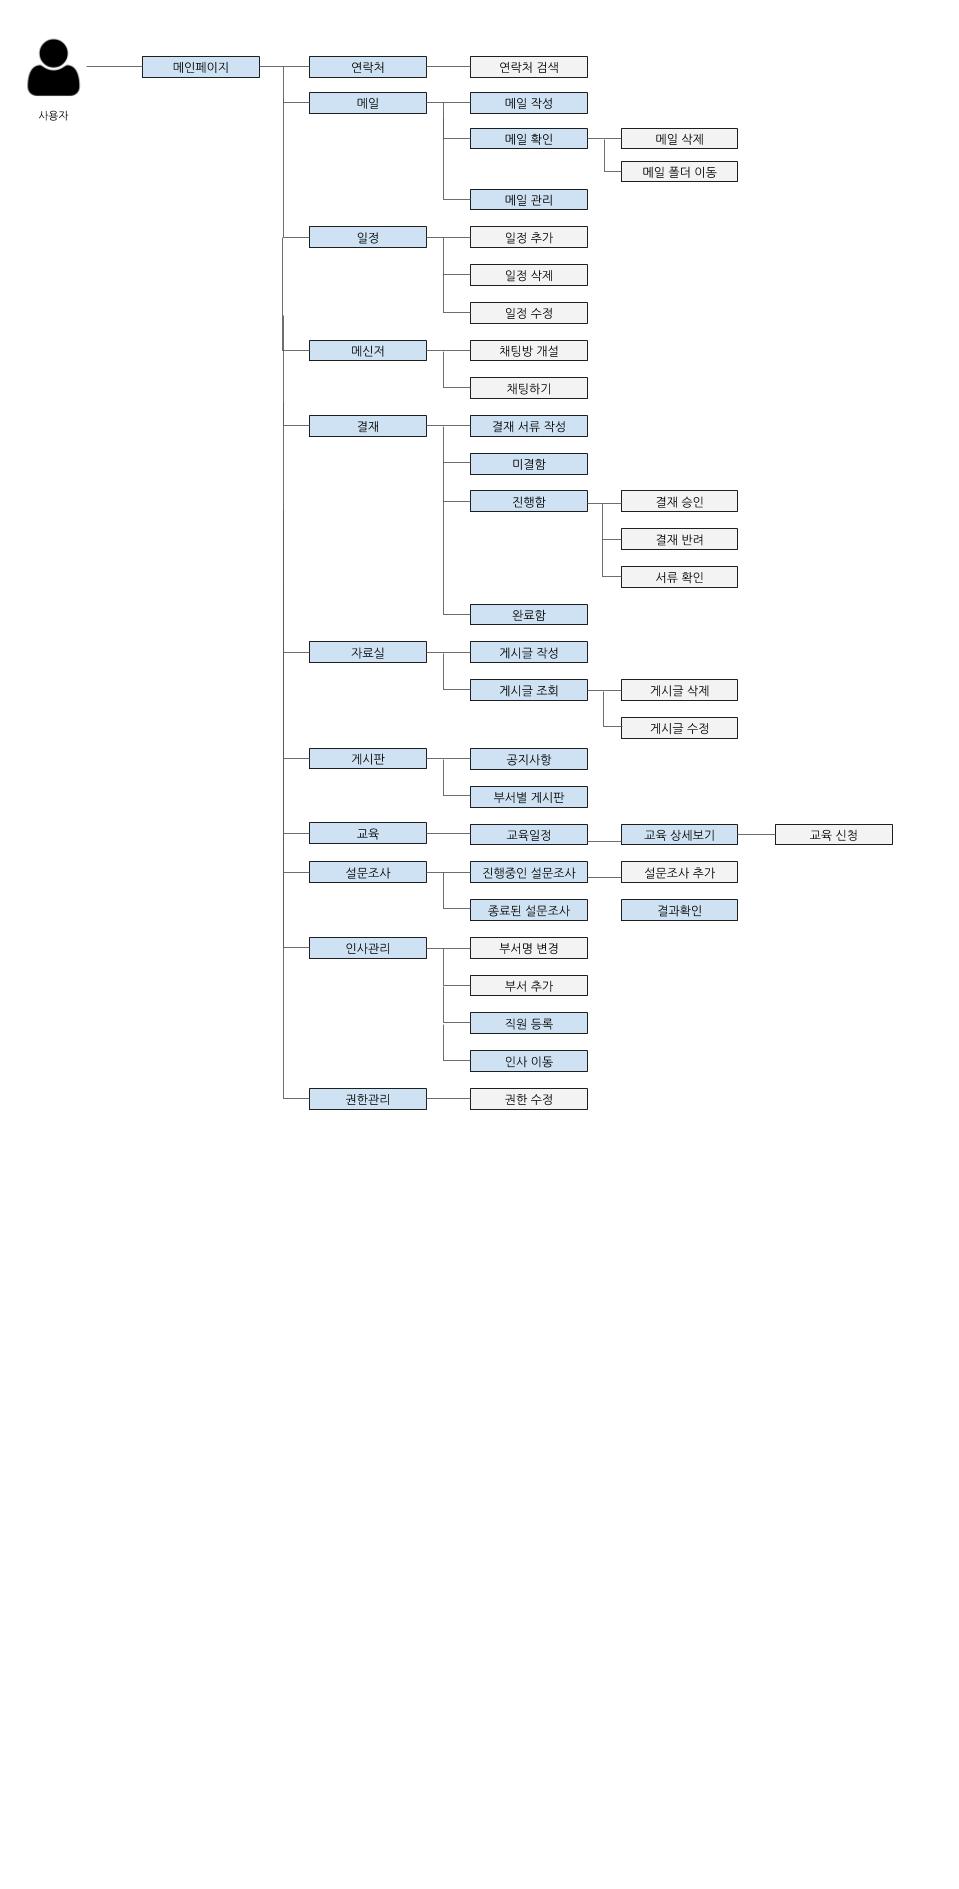 메인페이지
연락처
연락처 검색
사용자
메일
메일 작성
메일 확인
메일 삭제
메일 폴더 이동
메일 관리
일정
일정 추가
일정 삭제
일정 수정
메신저
채팅방 개설
채팅하기
결재
결재 서류 작성
미결함
진행함
결재 승인
결재 반려
서류 확인
완료함
자료실
게시글 작성
게시글 조회
게시글 삭제
게시글 수정
게시판
공지사항
부서별 게시판
교육
교육일정
교육 상세보기
교육 신청
설문조사
진행중인 설문조사
설문조사 추가
종료된 설문조사
결과확인
인사관리
부서명 변경
부서 추가
직원 등록
인사 이동
권한관리
권한 수정